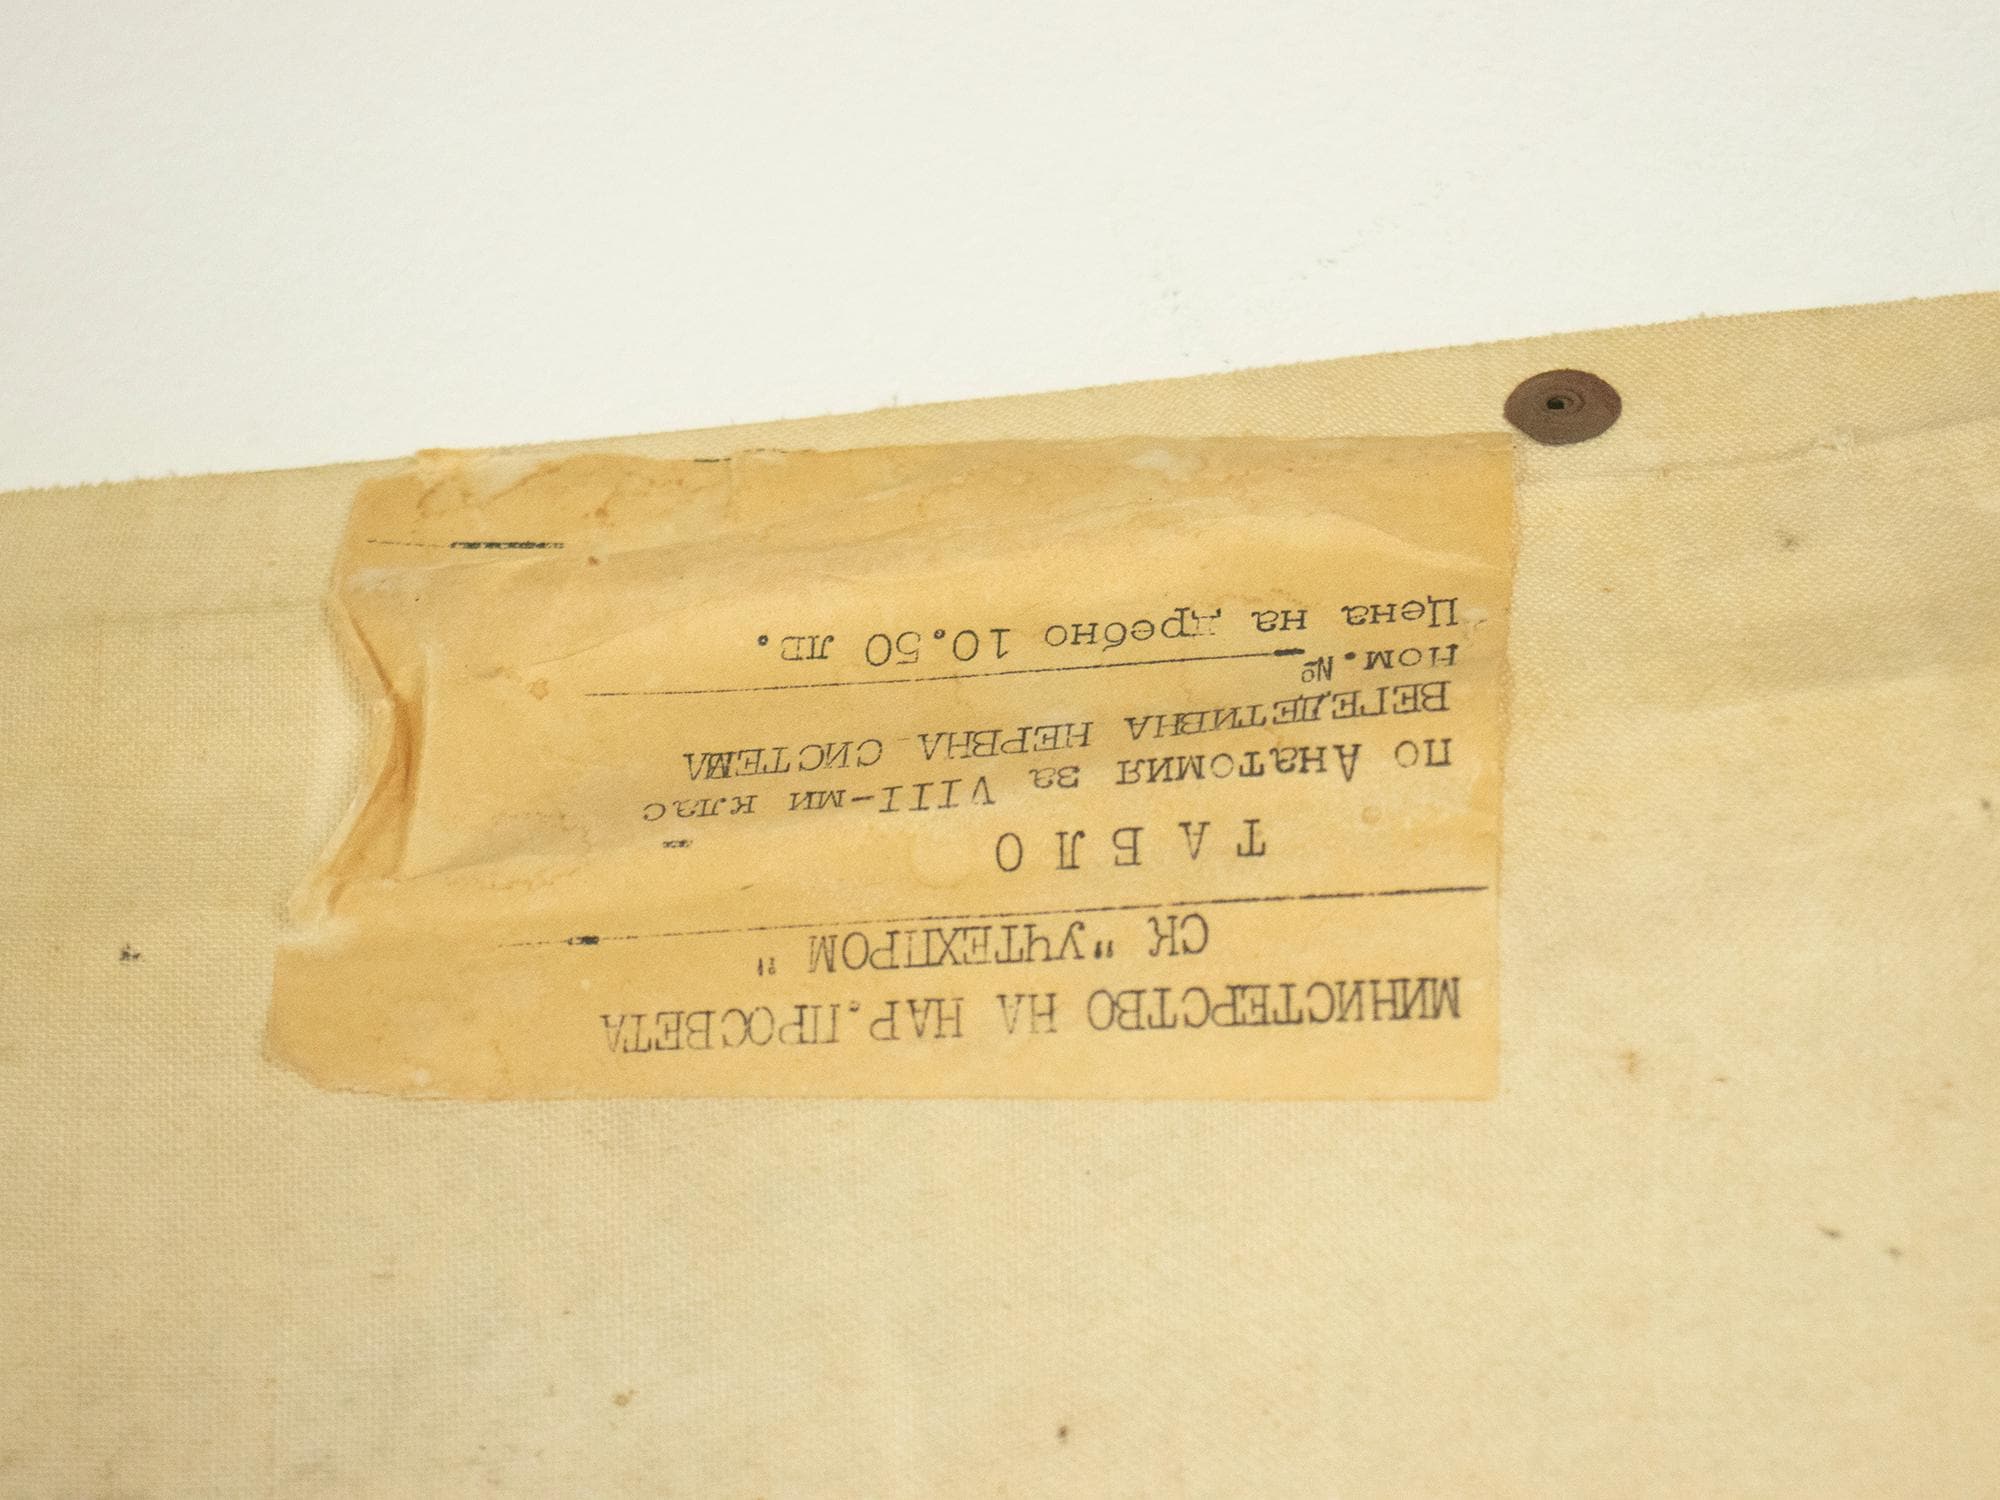 МИНИСТЕРСТВО НА НАР.ПРОСВЕТА
СК "УЧТЕХПРОМ"
ТАБЛО
по Анатомия за VIII-ми клас
ВЕГЕДЕТИВНА НЕРВНА СИСТЕМА
Ном.№
Цена на дребно 10.50 лв.